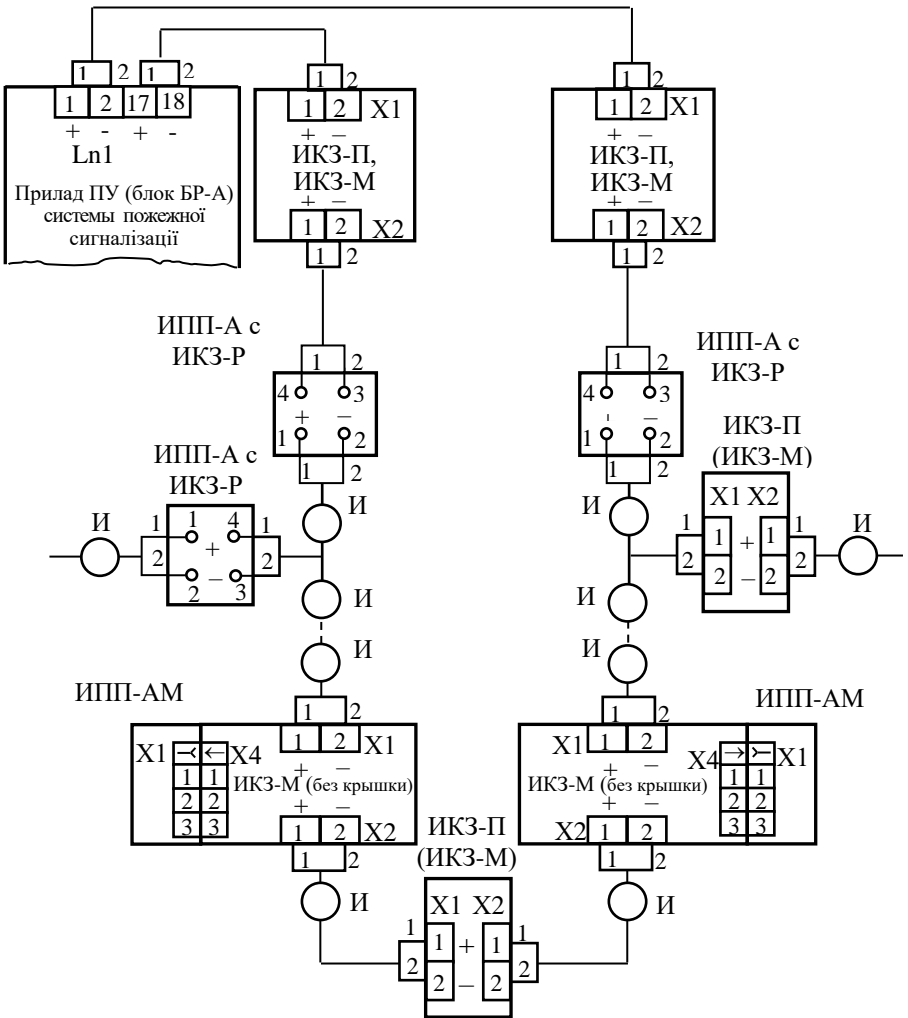 1 2 1 2
1 2 17 18
+ - + -
Ln1
Прилад ПУ (блок БР-А)
системы пожежної
сигналізації
1 2
1 2 X1
+ –
ИКЗ-П,
ИКЗ-М
+ –
1 2 X2
1 2
1 2
1 2 X1
+ –
ИКЗ-П,
ИКЗ-М
+ –
1 2 X2
1 2
ИПП-А с
ИКЗ-Р
1 2
4 3
+ –
1 2
1 2
И
ИПП-А с
ИКЗ-Р
1 2
4 3
- –
1 2
1 2
И
ИПП-А с
ИКЗ-Р
И
1 1 4 1
2 + 2
–
2 3
ИКЗ-П
(ИКЗ-М)
X1 X2
1 1 + 1 1
2 2 – 2 2
И
И
И
И
И
ИПП-АМ
1 2
X1 X4 1 2 X1
+ –
1 1
2 2
3 3
ИКЗ-М (без крышки)
+ –
1 2 X2
1 2
И
ИПП-АМ
1 2
X1 1 2 X4 X1
+ –
1 1
2 2
3 3
ИКЗ-М (без крышки)
+ –
X2 1 2
1 2
И
ИКЗ-П
(ИКЗ-М)
X1 X2
1 1 + 1 1
2 2 – 2 2